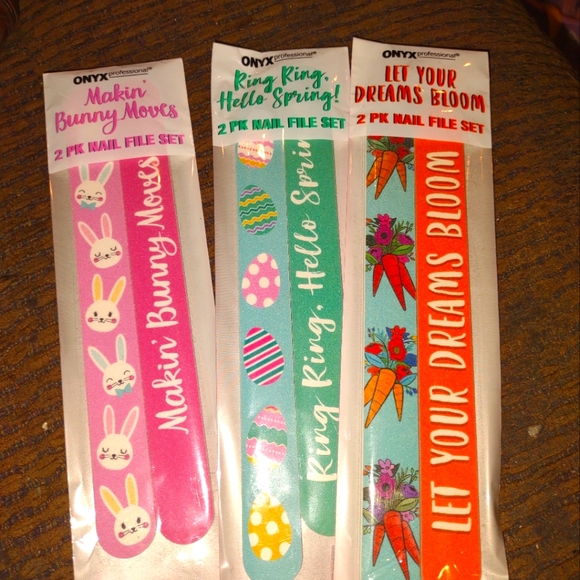 ONYX professional®
Makin'
Bunny Moves
2 PK NAIL FILE SET
Makin' Bunny Moves
ONYX professional®
Ring Ring,
Hello Spring!
2 PK NAIL FILE SET
Ring Ring, Hello Sprin
ONYX professional®
LET YOUR
DREAMS BLOOM
2 PK NAIL FILE SET
LET YOUR DREAMS BLOOM